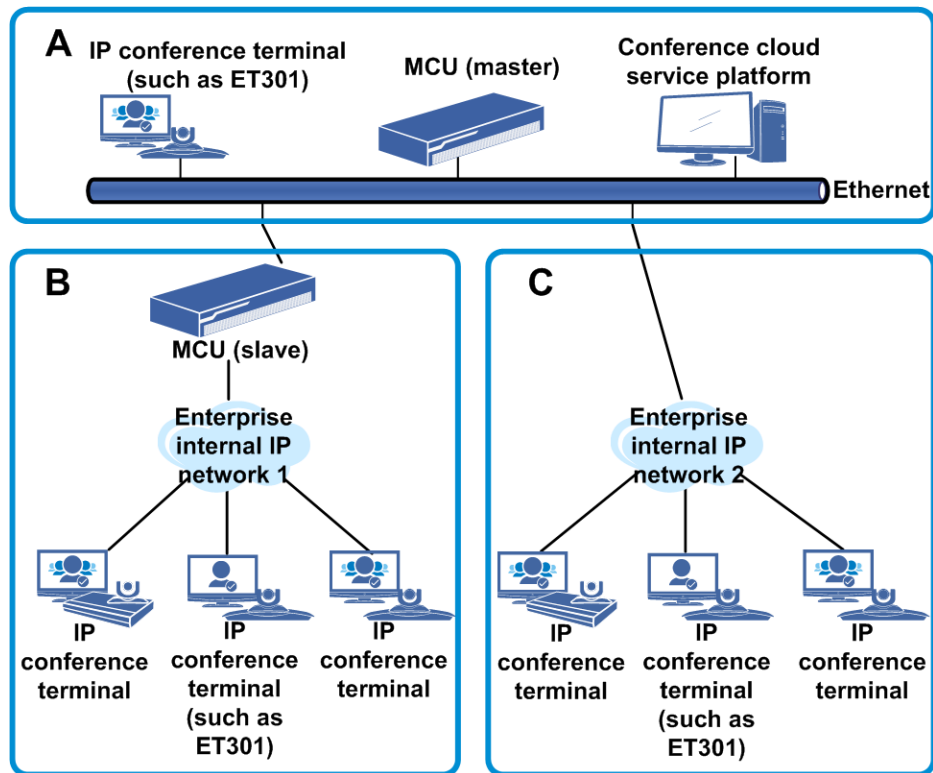 A
IP conference terminal
(such as ET301)
MCU (master)
Conference cloud
service platform
Ethernet
B
MCU (slave)
Enterprise
internal IP
network 1
IP
conference
terminal
IP
conference
terminal
(such as
ET301)
IP
conference
terminal
C
Enterprise
internal IP
network 2
IP
conference
terminal
IP
conference
terminal
(such as
ET301)
IP
conference
terminal